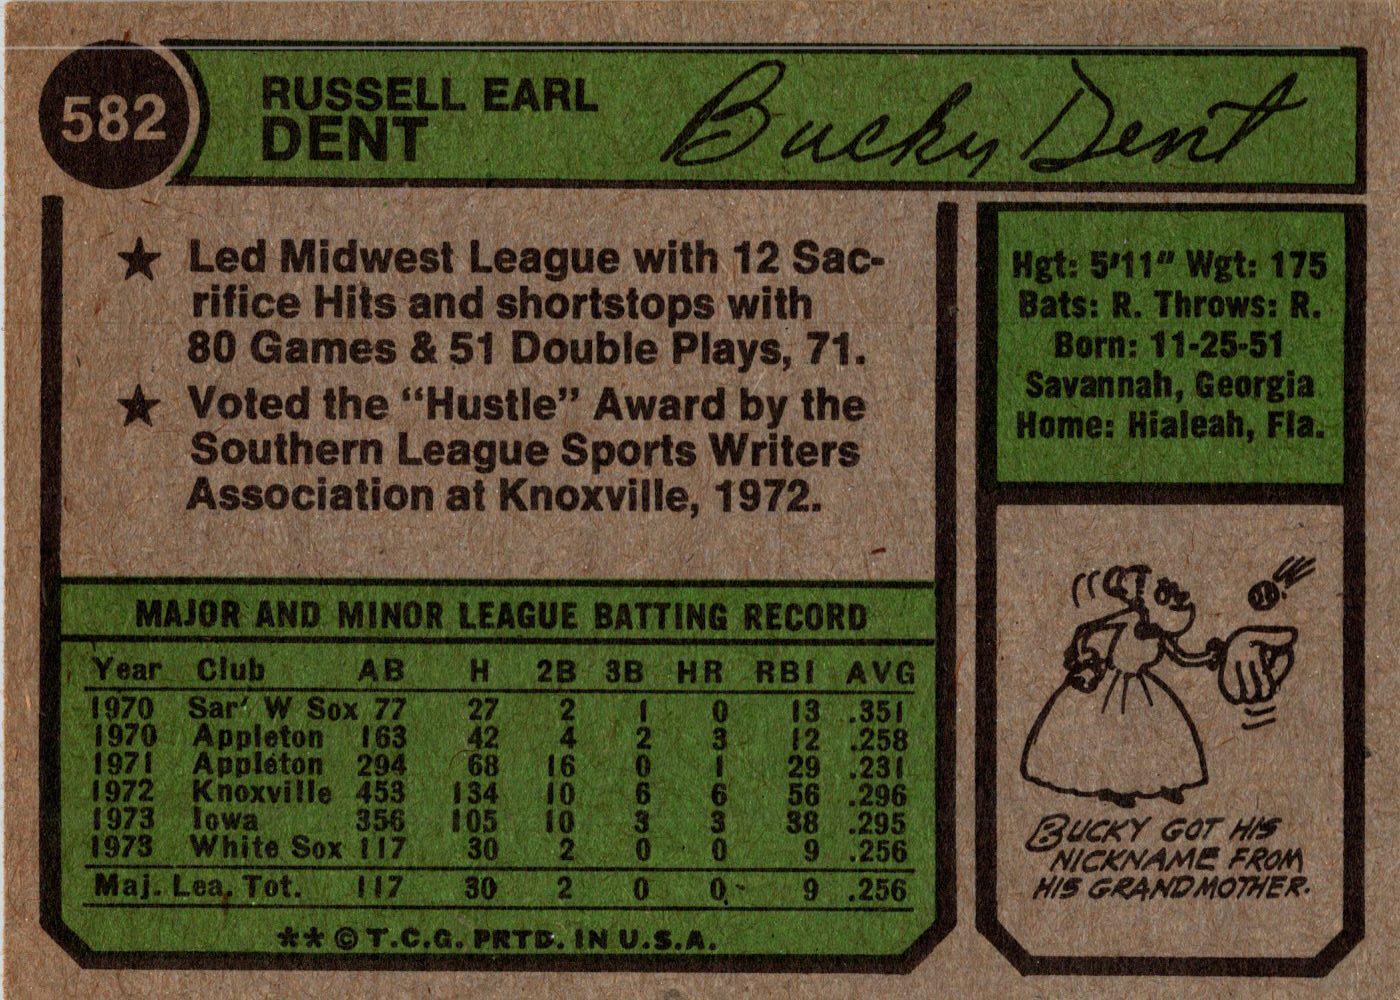 582
RUSSELL EARL
DENT
Bucky Dent
★ Led Midwest League with 12 Sac-
rifice Hits and shortstops with
80 Games & 51 Double Plays, 71.
★ Voted the “Hustle” Award by the
Southern League Sports Writers
Association at Knoxville, 1972.
Hgt: 5'11" Wgt: 175
Bats: R. Throws: R.
Born: 11-25-51
Savannah, Georgia
Home: Hialeah, Fla.
MAJOR AND MINOR LEAGUE BATTING RECORD
Year Club AB H 2B 3B HR RBI AVG
1970 Sar' W Sox 77 27 2 1 0 13 .351
1970 Appleton 163 42 4 2 3 12 .258
1971 Appleton 294 68 16 0 1 29 .231
1972 Knoxville 453 134 10 6 6 56 .296
1973 Iowa 356 105 10 3 3 38 .295
1973 White Sox 117 30 2 0 0 9 .256
Maj. Lea. Tot. 117 30 2 0 0 9 .256
** © T.C.G. PRTD. IN U.S.A.
BUCKY GOT HIS
NICKNAME FROM
HIS GRANDMOTHER.